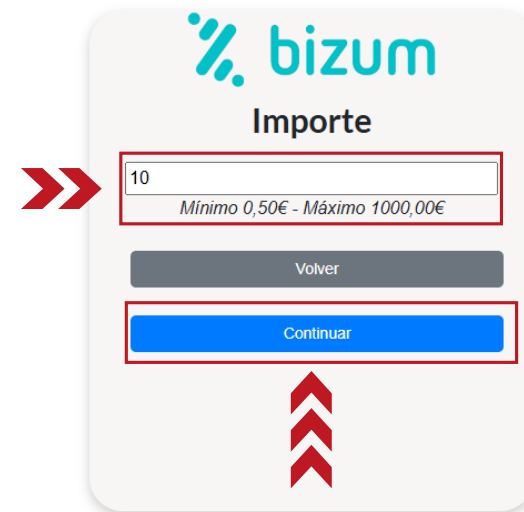 bizum
Importe
10
Mínimo 0,50€ - Máximo 1000,00€
Volver
Continuar